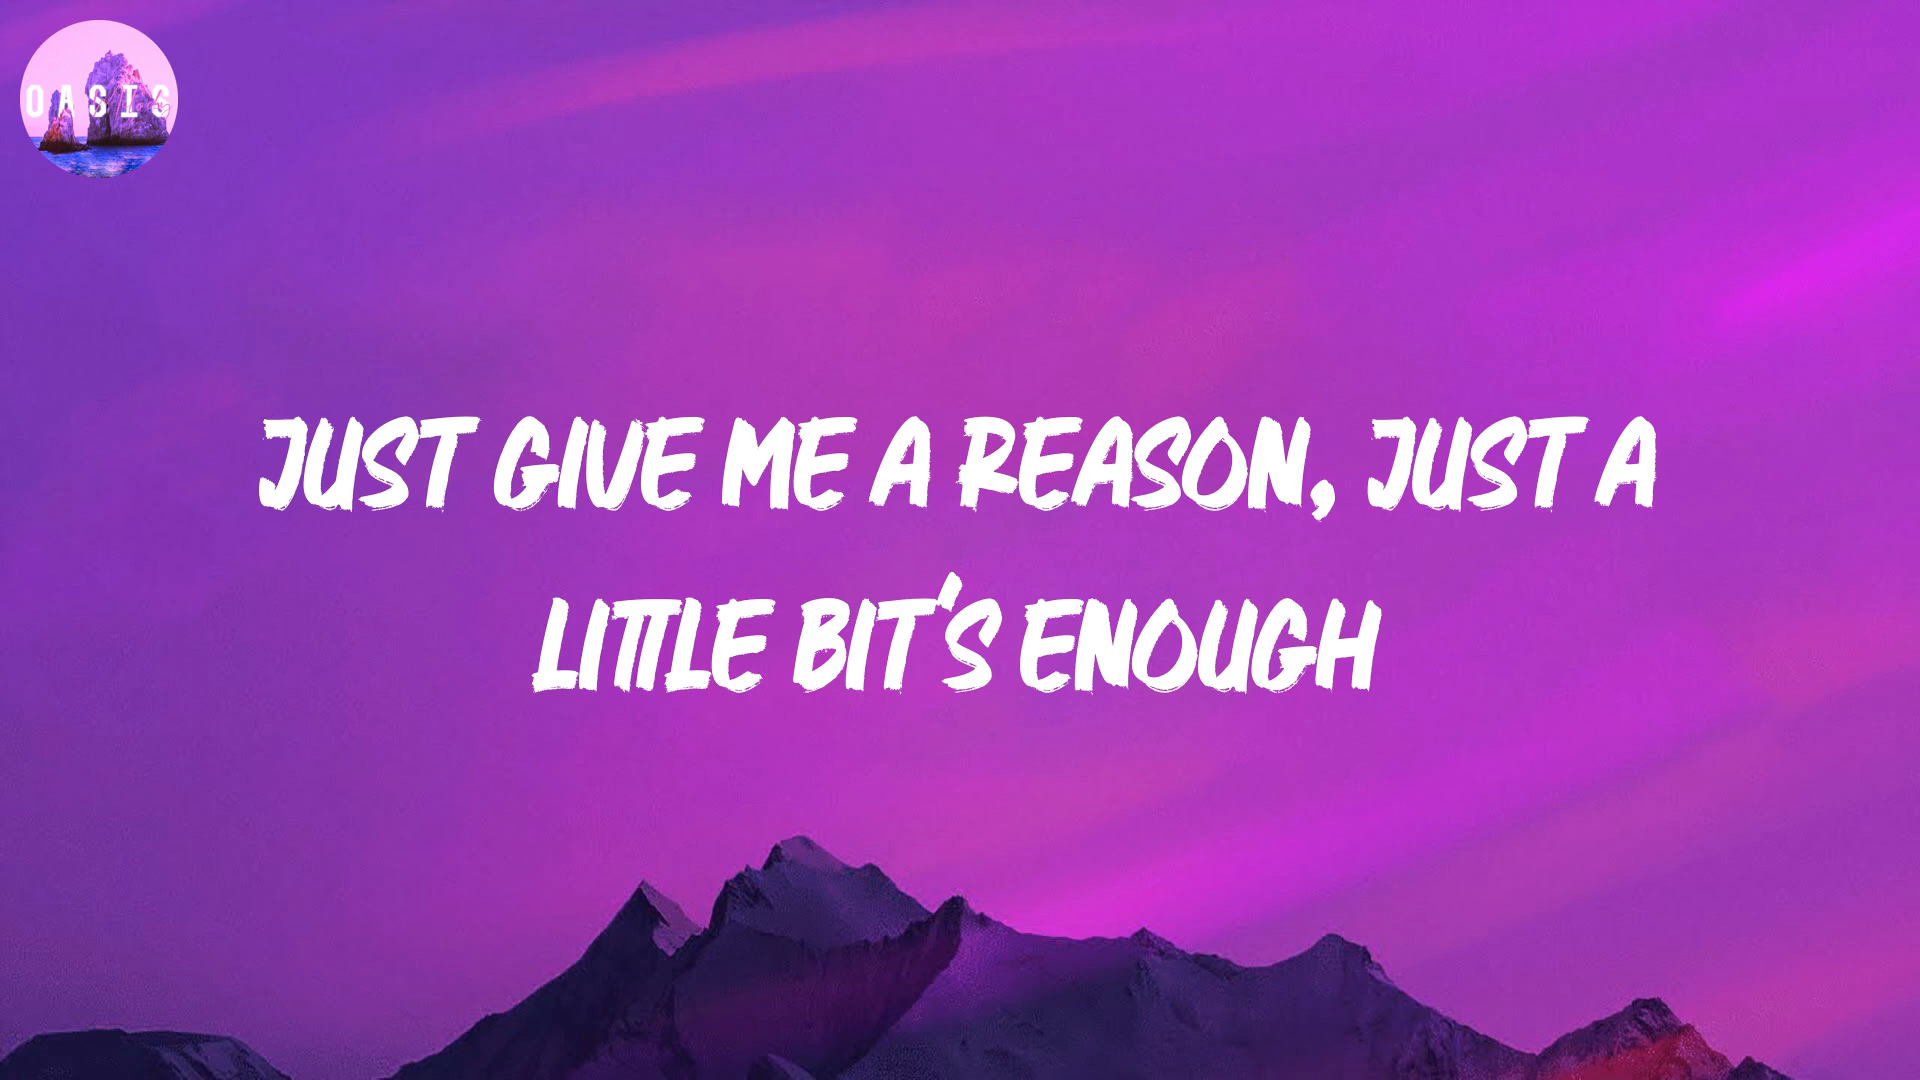 OASIS
JUST GIVE ME A REASON, JUST A
LITTLE BIT'S ENOUGH